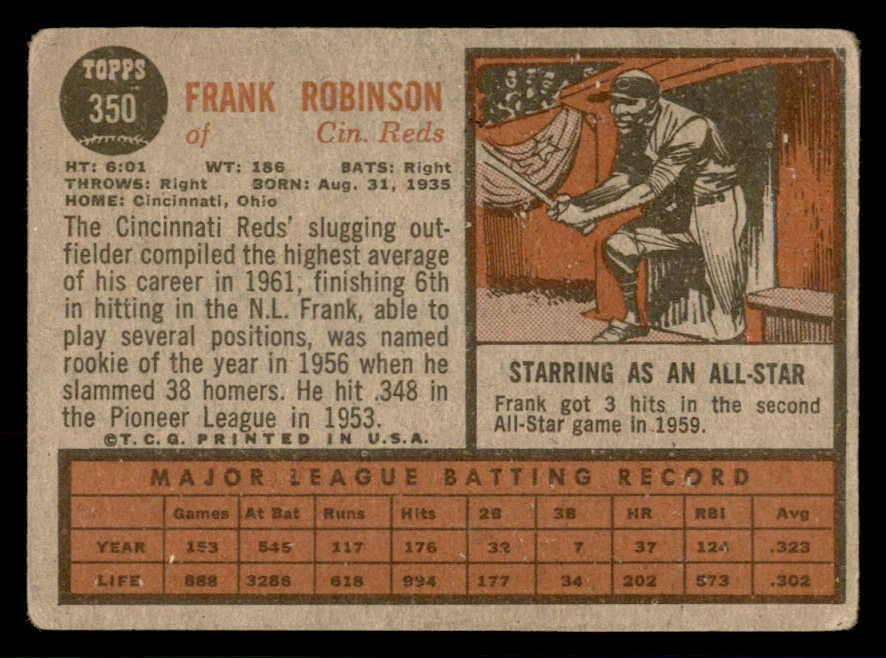 TOPPS
350
FRANK ROBINSON
of Cin. Reds
HT: 6:01 WT: 186 BATS: Right
THROWS: Right BORN: Aug. 31, 1935
HOME: Cincinnati, Ohio
The Cincinnati Reds' slugging out-
fielder compiled the highest average
of his career in 1961, finishing 6th
in hitting in the N.L. Frank, able to
play several positions, was named
rookie of the year in 1956 when he
slammed 38 homers. He hit .348 in
the Pioneer League in 1953.
©T.C.G. PRINTED IN U.S.A.
STARRING AS AN ALL-STAR
Frank got 3 hits in the second
All-Star game in 1959.
MAJOR LEAGUE BATTING RECORD
Games At Bat Runs Hits 2B 3B HR RBI Avg
YEAR 153 545 117 176 32 7 37 124 .323
LIFE 888 3286 618 994 177 34 202 573 .302